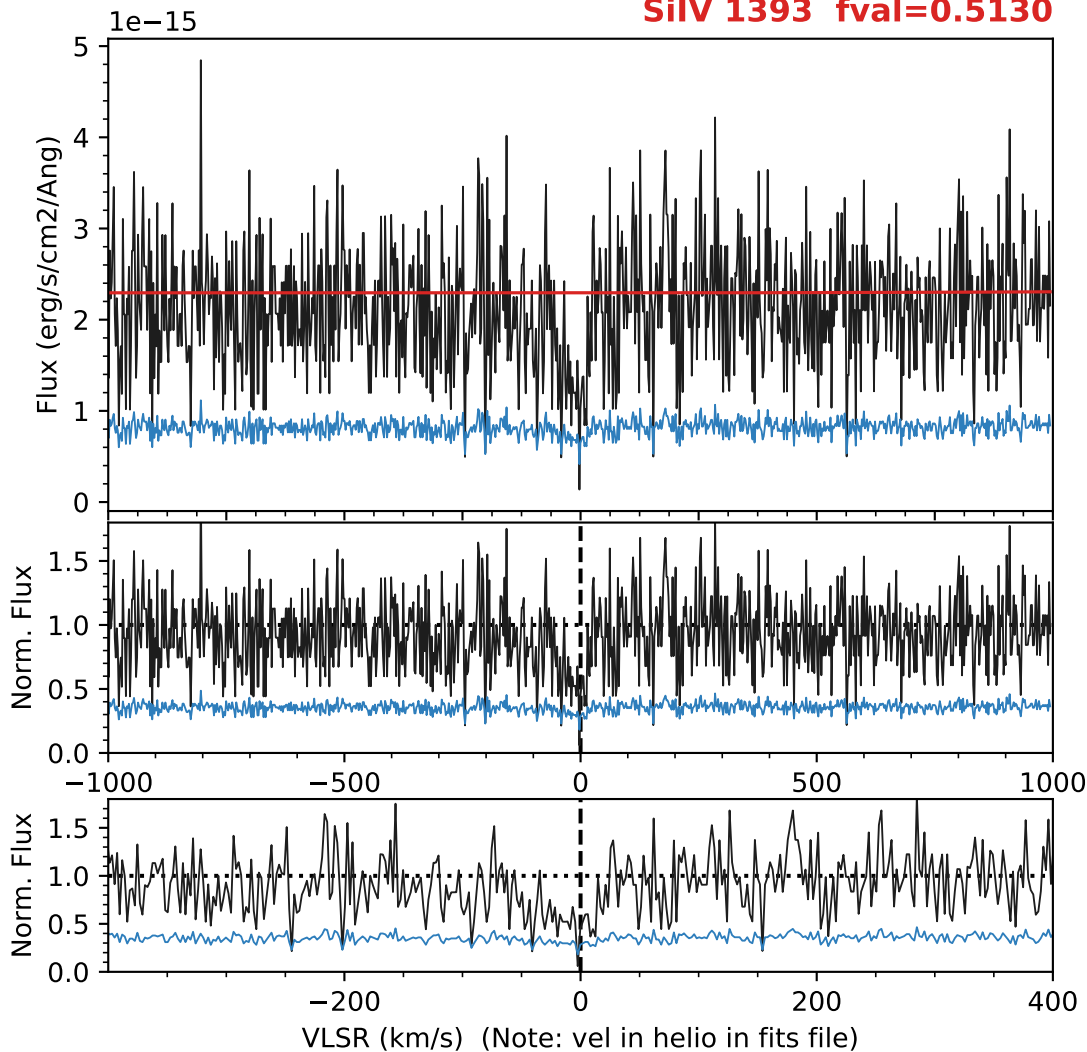 1e−15
SiIV 1393 fval=0.5130
5
4
3
2
1
0
Flux (erg/s/cm2/Ang)
1.5
1.0
0.5
0.0
Norm. Flux
−1000 −500 0 500 1000
1.5
1.0
0.5
0.0
Norm. Flux
−200 0 200 400
VLSR (km/s) (Note: vel in helio in fits file)